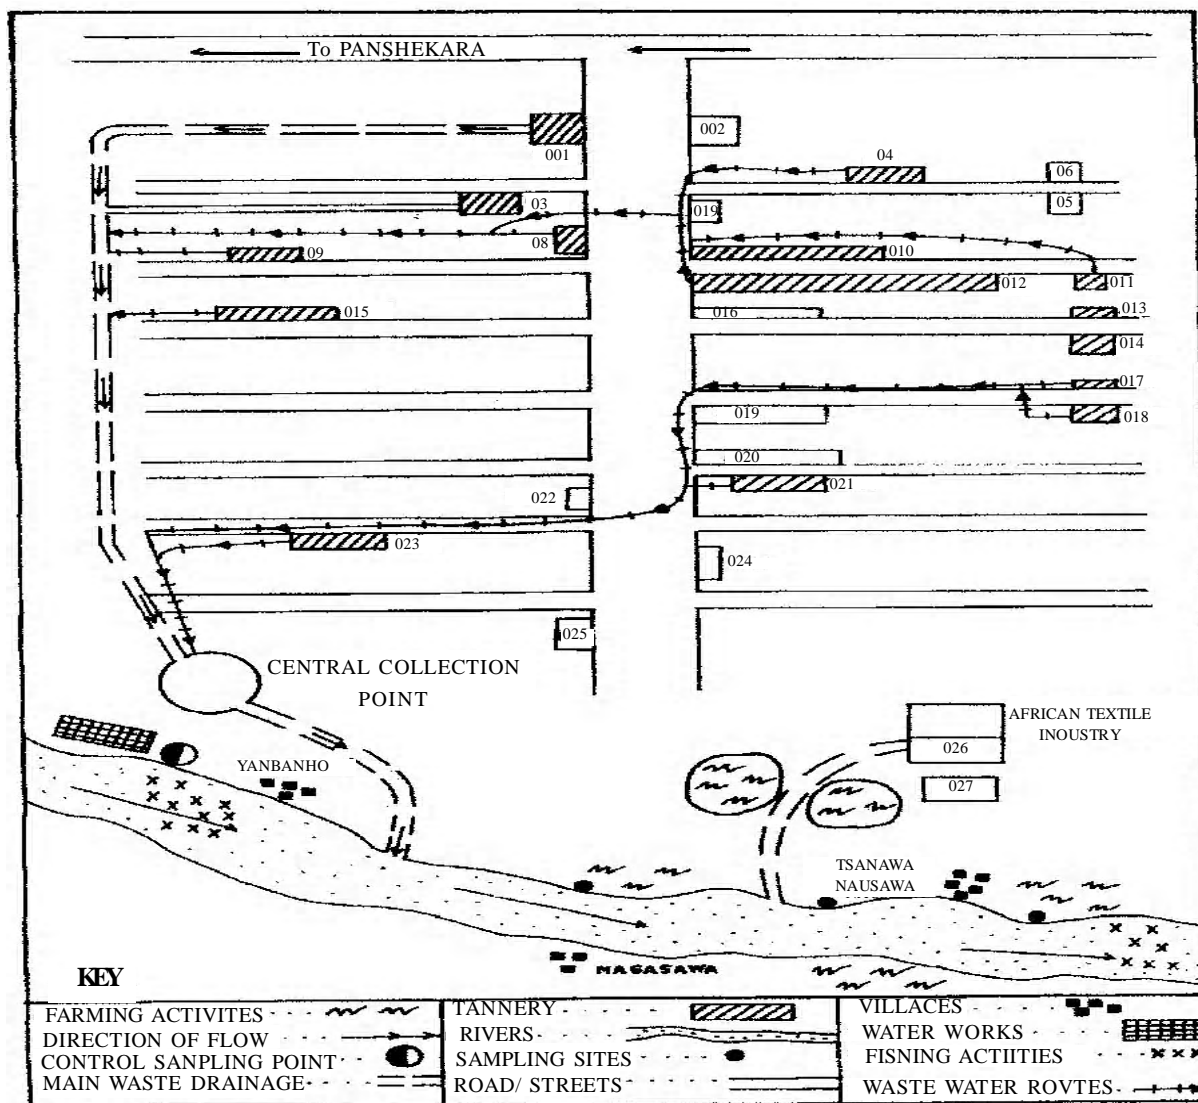 To PANSHEKARA
001
002
04
06
03
019
05
08
09
010
012
011
015
016
013
014
017
019
018
020
022
021
023
024
025
CENTRAL COLLECTION
POINT
AFRICAN TEXTILE
INOUSTRY
026
027
YANBANHO
TSANAWA
NAUSAWA
MAGASAWA
KEY
FARMING ACTIVITES
DIRECTION OF FLOW
CONTROL SANPLING POINT
MAIN WASTE DRAINAGE
TANNERY
RIVERS
SAMPLING SITES
ROAD/ STREETS
VILLACES
WATER WORKS
FISNING ACTIITIES
WASTE WATER ROVTES